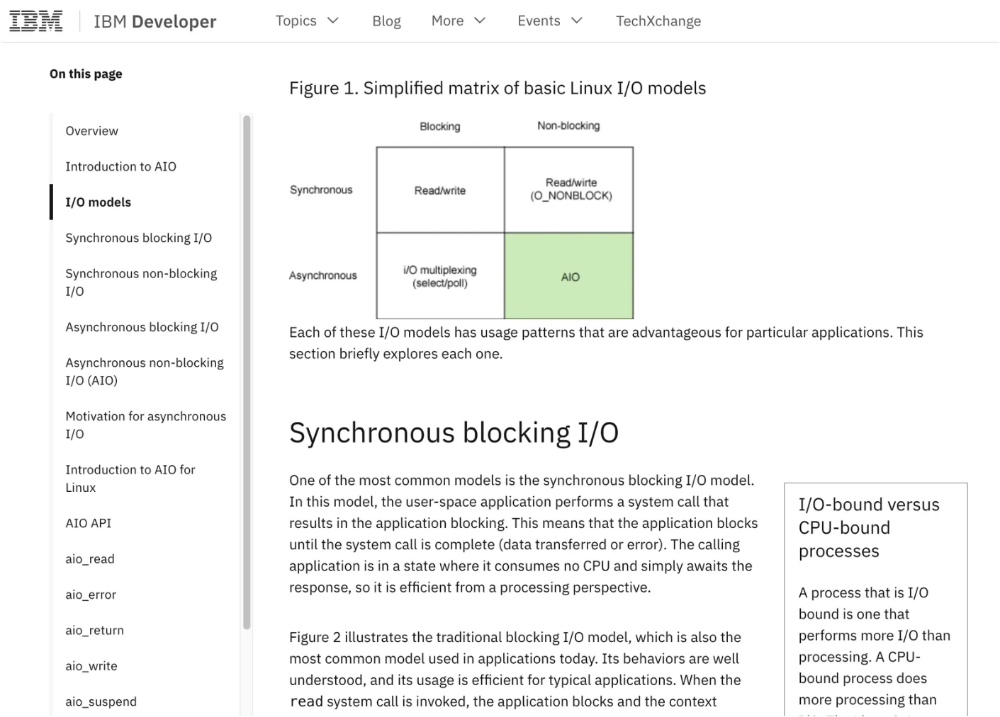 IBM
IBM Developer
Topics
Blog
More
Events
TechXchange
On this page
Overview
Introduction to AIO
I/O models
Synchronous blocking I/O
Synchronous non-blocking
I/O
Asynchronous blocking I/O
Asynchronous non-blocking
I/O (AIO)
Motivation for asynchronous
I/O
Introduction to AIO for
Linux
AIO API
aio_read
aio_error
aio_return
aio_write
aio_suspend
Figure 1. Simplified matrix of basic Linux I/O models
Blocking
Non-blocking
Synchronous
Read/write
Read/wirte
(O_NONBLOCK)
Asynchronous
i/O multiplexing
(select/poll)
AIO
Each of these I/O models has usage patterns that are advantageous for particular applications. This
section briefly explores each one.
Synchronous blocking I/O
One of the most common models is the synchronous blocking I/O model.
In this model, the user-space application performs a system call that
results in the application blocking. This means that the application blocks
until the system call is complete (data transferred or error). The calling
application is in a state where it consumes no CPU and simply awaits the
response, so it is efficient from a processing perspective.
Figure 2 illustrates the traditional blocking I/O model, which is also the
most common model used in applications today. Its behaviors are well
understood, and its usage is efficient for typical applications. When the
read system call is invoked, the application blocks and the context
I/O-bound versus
CPU-bound
processes
A process that is I/O
bound is one that
performs more I/O than
processing. A CPU-
bound process does
more processing than